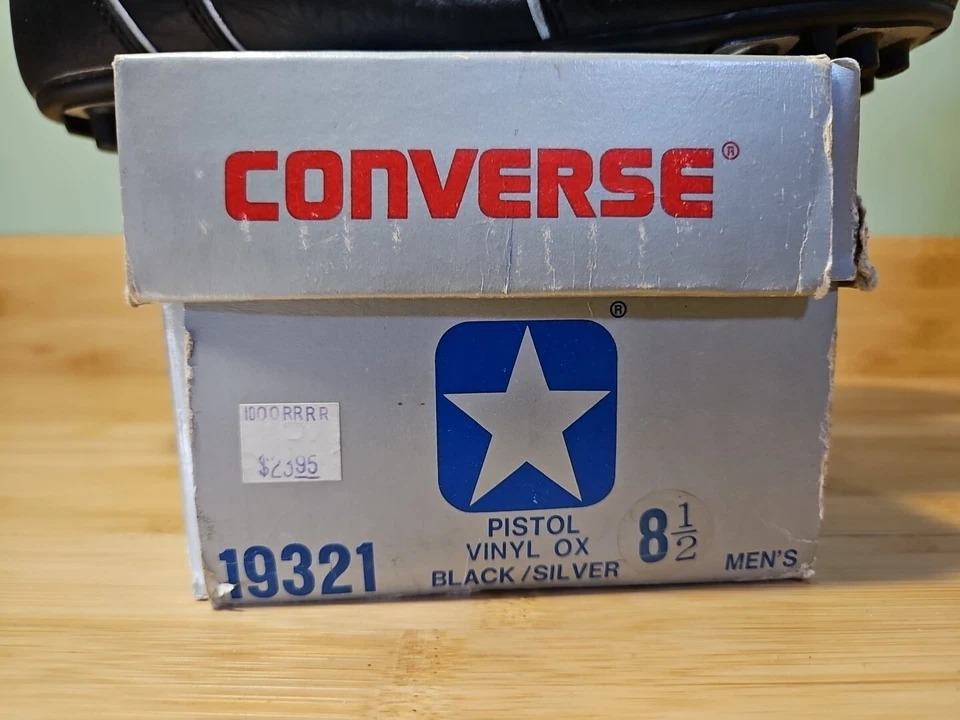 CONVERSE®
®
1000RRRR
$23.95
PISTOL
VINYL OX
BLACK/SILVER
19321
8 1/2
MEN'S